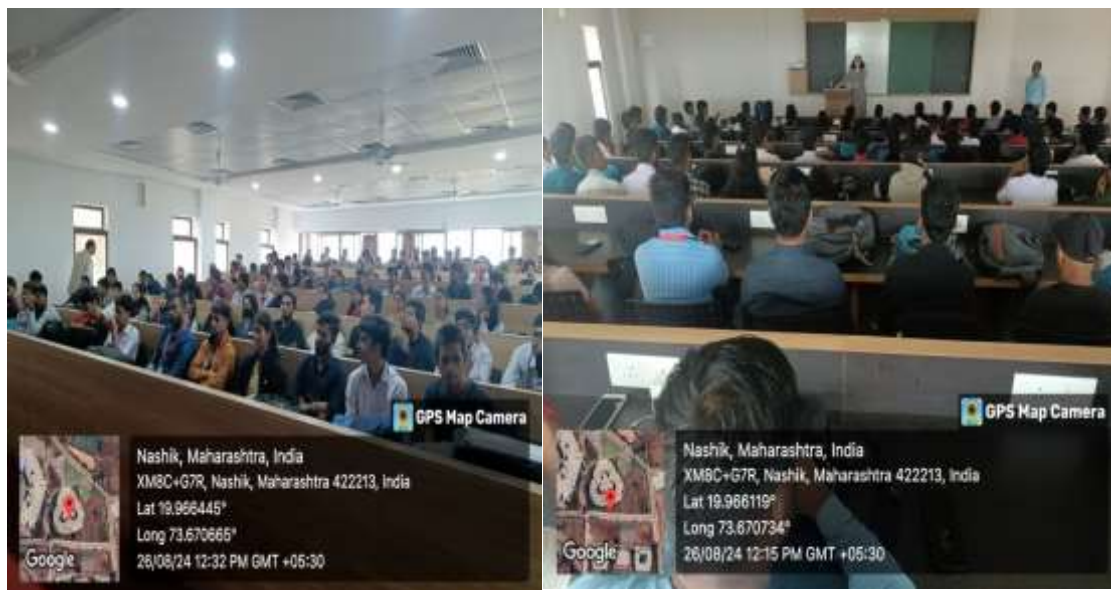 GPS Map Camera
Nashik, Maharashtra, India
XM8C+G7R, Nashik, Maharashtra 422213, India
Lat 19.966445°
Long 73.670665°
26/08/24 12:32 PM GMT +05:30
Google
GPS Map Camera
Nashik, Maharashtra, India
XM8C+G7R, Nashik, Maharashtra 422213, India
Lat 19.966119°
Long 73.670734°
26/08/24 12:15 PM GMT +05:30
Google